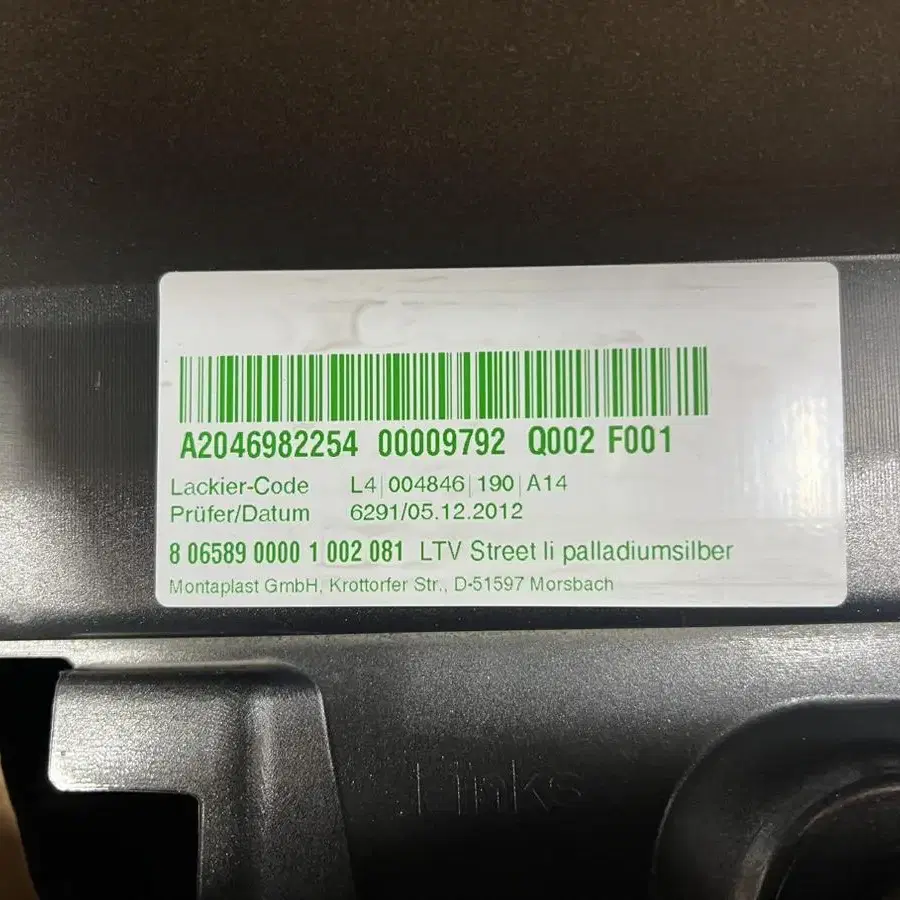 A2046982254 00009792 Q002 F001
Lackier-Code L4|004846|190|A14
Prüfer/Datum 6291/05.12.2012
8 06589 0000 1 002 081 LTV Street li palladiumsilber
Montaplast GmbH, Krottorfer Str., D-51597 Morsbach
Links